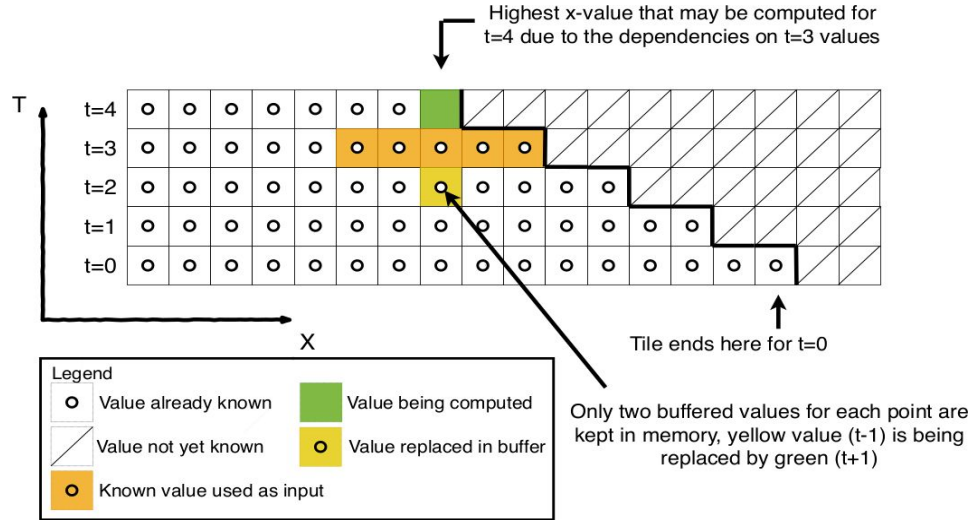 Highest x-value that may be computed for
t=4 due to the dependencies on t=3 values
T
t=4
t=3
t=2
t=1
t=0
X
Tile ends here for t=0
Legend
Value already known
Value being computed
Value not yet known
Value replaced in buffer
Known value used as input
Only two buffered values for each point are
kept in memory, yellow value (t-1) is being
replaced by green (t+1)